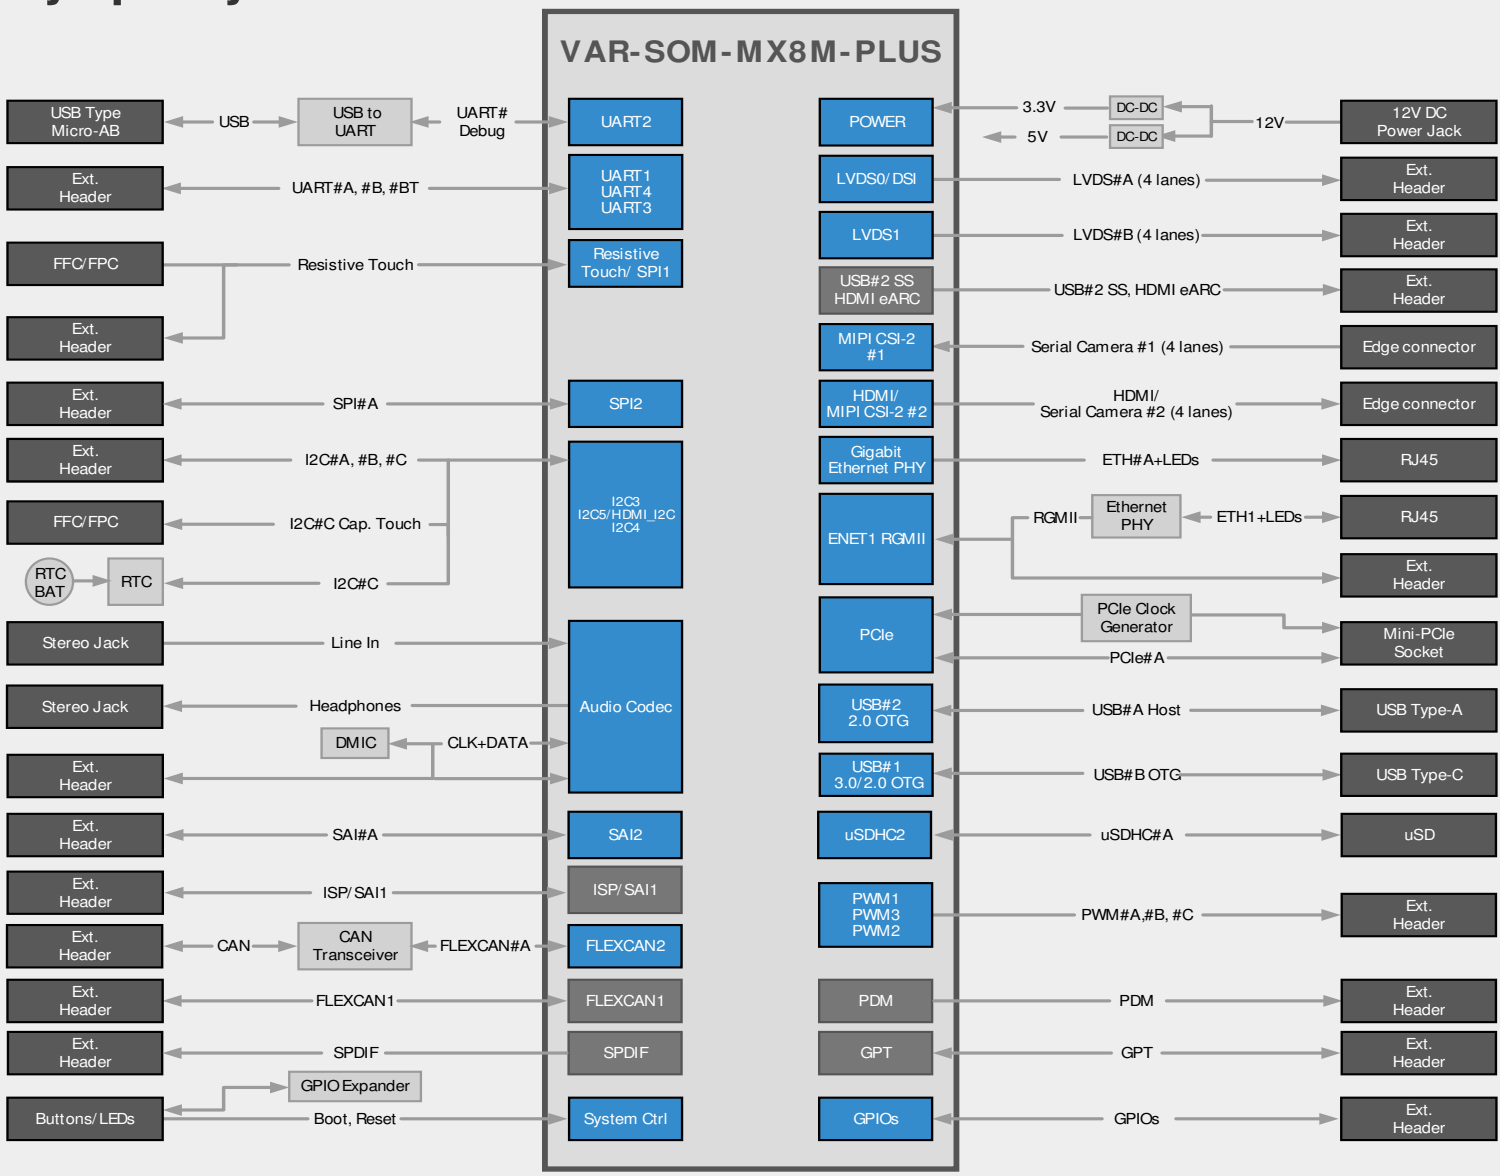 VAR-SOM-MX8M-PLUS
USB Type
Micro-AB
USB
USB to
UART
UART#
Debug
UART2
Ext.
Header
UART#A, #B, #BT
UART1
UART4
UART3
FFC/FPC
Resistive Touch
Resistive
Touch/ SPI1
Ext.
Header
Ext.
Header
SPI#A
SPI2
Ext.
Header
I2C#A, #B, #C
I2C3
I2C5/HDMI_I2C
I2C4
FFC/FPC
I2C#C Cap. Touch
RTC
BAT
RTC
I2C#C
Stereo Jack
Line In
Audio Codec
Stereo Jack
Headphones
DMIC
CLK+DATA
Ext.
Header
Ext.
Header
SAI#A
SAI2
Ext.
Header
ISP/SAI1
ISP/SAI1
Ext.
Header
CAN
CAN
Transceiver
FLEXCAN#A
FLEXCAN2
Ext.
Header
FLEXCAN1
FLEXCAN1
Ext.
Header
SPDIF
SPDIF
GPIO Expander
Buttons/LEDs
Boot, Reset
System Ctrl
POWER
3.3V
DC-DC
5V
DC-DC
12V
12V DC
Power Jack
LVDS0/DSI
LVDS#A (4 lanes)
Ext.
Header
LVDS1
LVDS#B (4 lanes)
Ext.
Header
USB#2 SS
HDMI eARC
USB#2 SS, HDMI eARC
Ext.
Header
MIPI CSI-2
#1
Serial Camera #1 (4 lanes)
Edge connector
HDMI/
MIPI CSI-2 #2
HDMI/
Serial Camera #2 (4 lanes)
Edge connector
Gigabit
Ethernet PHY
ETH#A+LEDs
RJ45
ENET1 RGMII
RGMII
Ethernet
PHY
ETH1+LEDs
RJ45
Ext.
Header
PCIe
PCIe Clock
Generator
PCIe#A
Mini-PCIe
Socket
USB#2
2.0 OTG
USB#A Host
USB Type-A
USB#1
3.0/2.0 OTG
USB#B OTG
USB Type-C
uSDHC2
uSDHC#A
uSD
PWM1
PWM3
PWM2
PWM#A,#B, #C
Ext.
Header
PDM
PDM
Ext.
Header
GPT
GPT
Ext.
Header
GPIOs
GPIOs
Ext.
Header